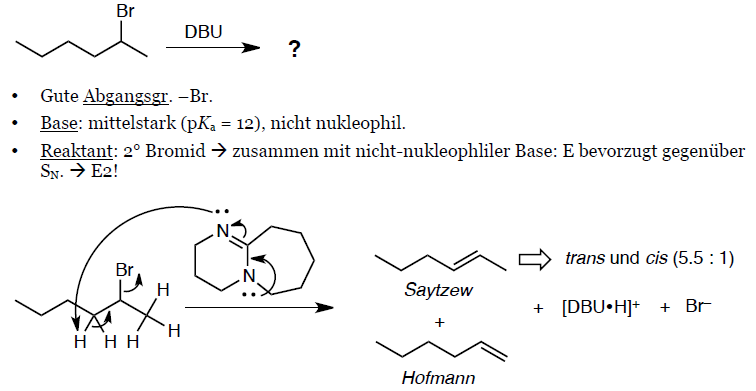 Br
DBU
?
• Gute Abgangsgr. –Br.
• Base: mittelstark (pKa = 12), nicht nukleophil.
• Reaktant: 2° Bromid → zusammen mit nicht-nukleophliler Base: E bevorzugt gegenüber
SN. → E2!
N
Br
H
N
H
H
H H
Saytzew
trans und cis (5.5 : 1)
+
+ [DBU•H]+ + Br–
Hofmann